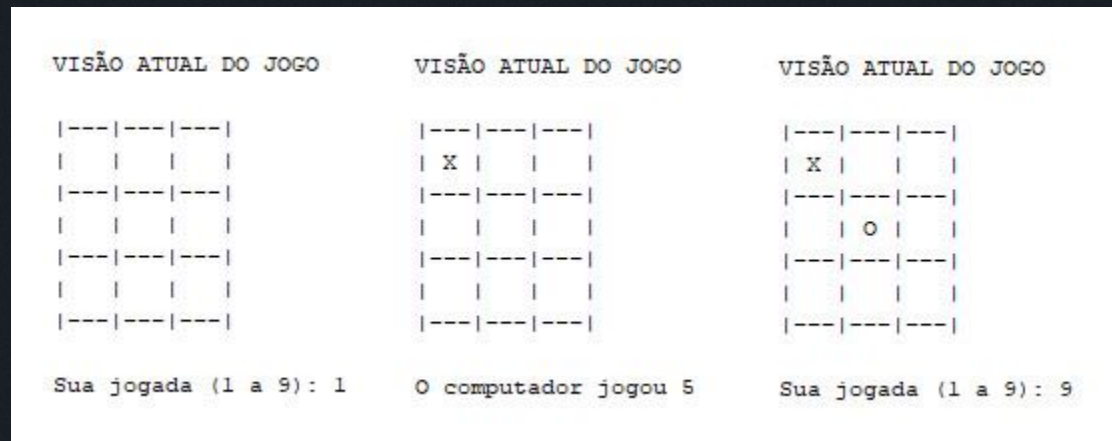 VISÃO ATUAL DO JOGO
|---|---|---|
|   |   |   |
|---|---|---|
|   |   |   |
|---|---|---|
|   |   |   |
|---|---|---|
Sua jogada (1 a 9): 1
VISÃO ATUAL DO JOGO
|---|---|---|
| X |   |   |
|---|---|---|
|   |   |   |
|---|---|---|
|   |   |   |
|---|---|---|
O computador jogou 5
VISÃO ATUAL DO JOGO
|---|---|---|
| X |   |   |
|---|---|---|
|   | O |   |
|---|---|---|
|   |   |   |
|---|---|---|
Sua jogada (1 a 9): 9